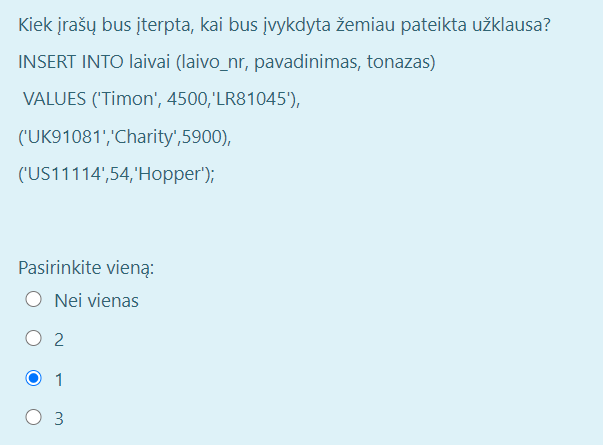 Kiek įrašų bus įterpta, kai bus įvykdyta žemiau pateikta užklausa?
INSERT INTO laivai (laivo_nr, pavadinimas, tonazas)
VALUES ('Timon', 4500,'LR81045'),
('UK91081','Charity',5900),
('US11114',54,'Hopper');
Pasirinkite vieną:
Nei vienas
2
1
3